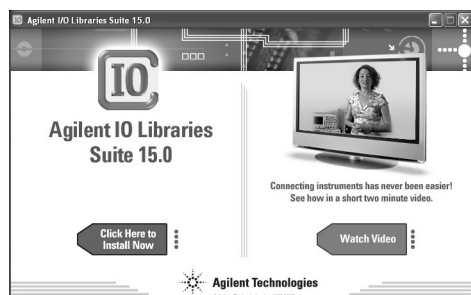 Agilent I/O Libraries Suite 15.0
IO
Agilent IO Libraries
Suite 15.0
Connecting instruments has never been easier!
See how in a short two minute video.
Click Here to
Install Now
Watch Video
Agilent Technologies